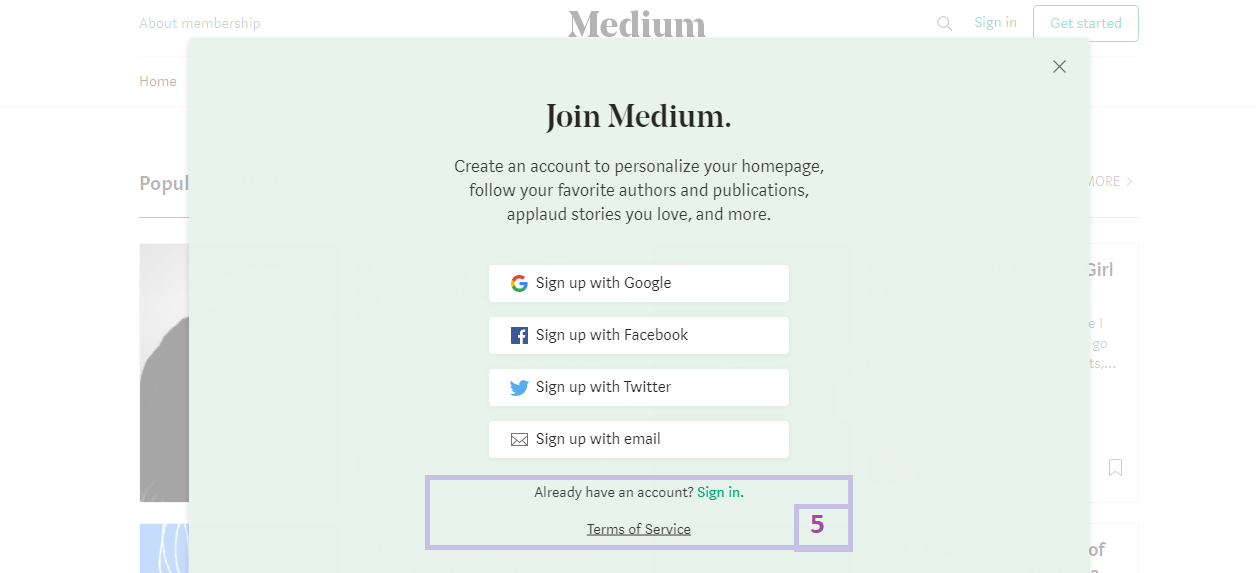 About membership
Medium
Sign in
Get started
Home
Join Medium.
Create an account to personalize your homepage,
follow your favorite authors and publications,
applaud stories you love, and more.
Popul
MORE
Sign up with Google
Girl
Sign up with Facebook
e I
go
ts,...
Sign up with Twitter
Sign up with email
Already have an account? Sign in.
Terms of Service
5
of